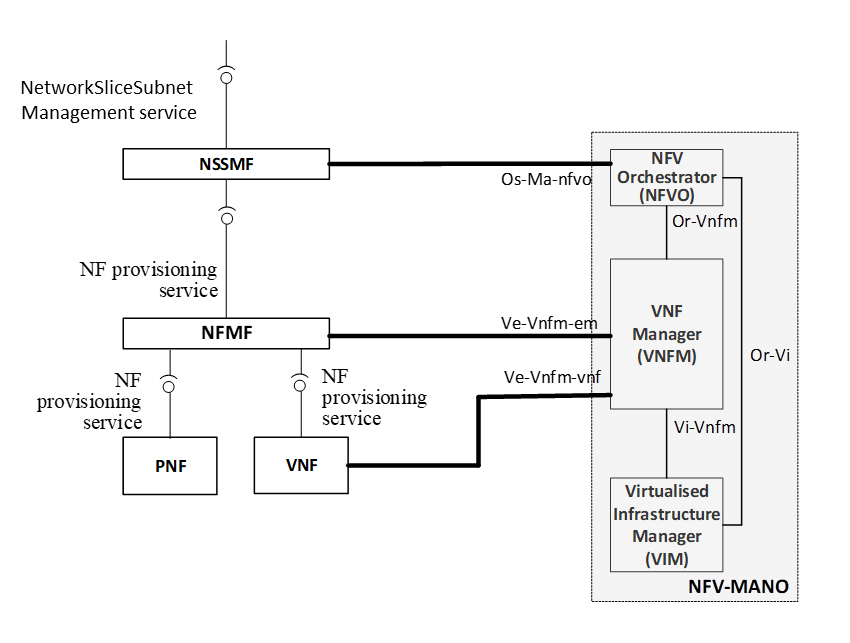 NetworkSliceSubnet
Management service
NSSMF
Os-Ma-nfvo
NFV
Orchestrator
(NFVO)
Or-Vnfm
NF provisioning
service
NFMF
Ve-Vnfm-em
VNF
Manager
(VNFM)
Or-Vi
Ve-Vnfm-vnf
NF
provisioning
service
NF
provisioning
service
Vi-Vnfm
PNF
VNF
Virtualised
Infrastructure
Manager
(VIM)
NFV-MANO